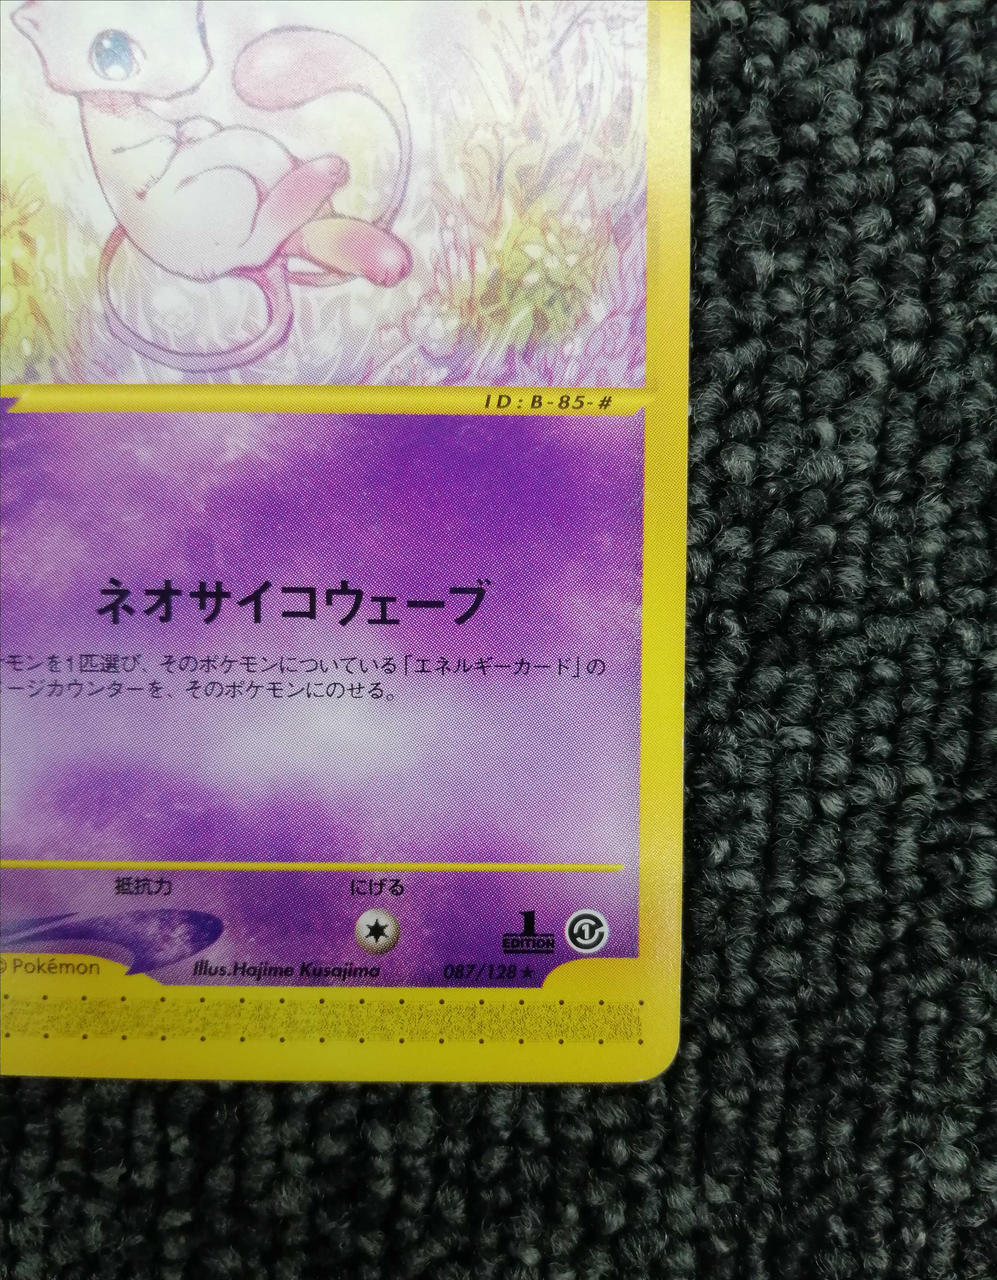 ID:B-85-#
ネオサイコウェーブ
モンを1匹選び、そのポケモンについている「エネルギーカード」の
ージカウンターを、そのポケモンにのせる。
抵抗力 にげる
1
EDITION
1
© Pokémon Illus.Hajime Kusajima 087/128★